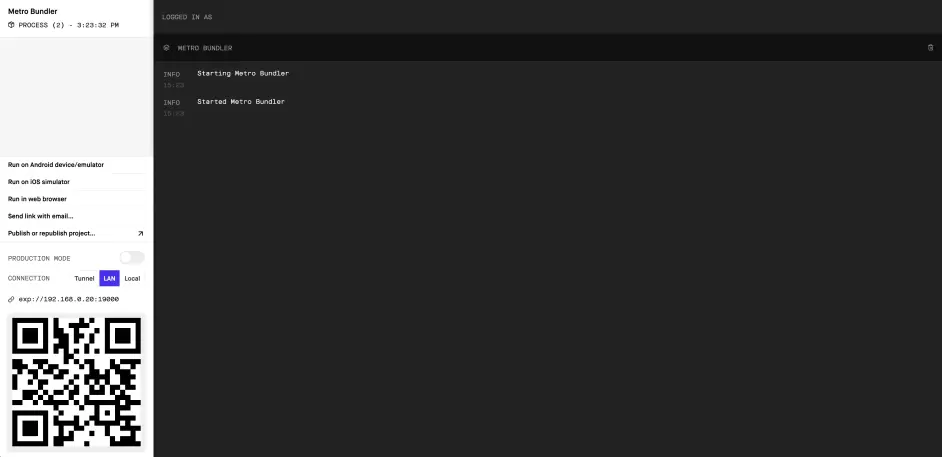 Metro Bundler
PROCESS (2) - 3:23:32 PM
LOGGED IN AS
METRO BUNDLER
INFO Starting Metro Bundler
15:23
INFO Started Metro Bundler
15:23
Run on Android device/emulator
Run on iOS simulator
Run in web browser
Send link with email...
Publish or republish project...
PRODUCTION MODE
CONNECTION Tunnel LAN Local
exp://192.168.0.20:19000